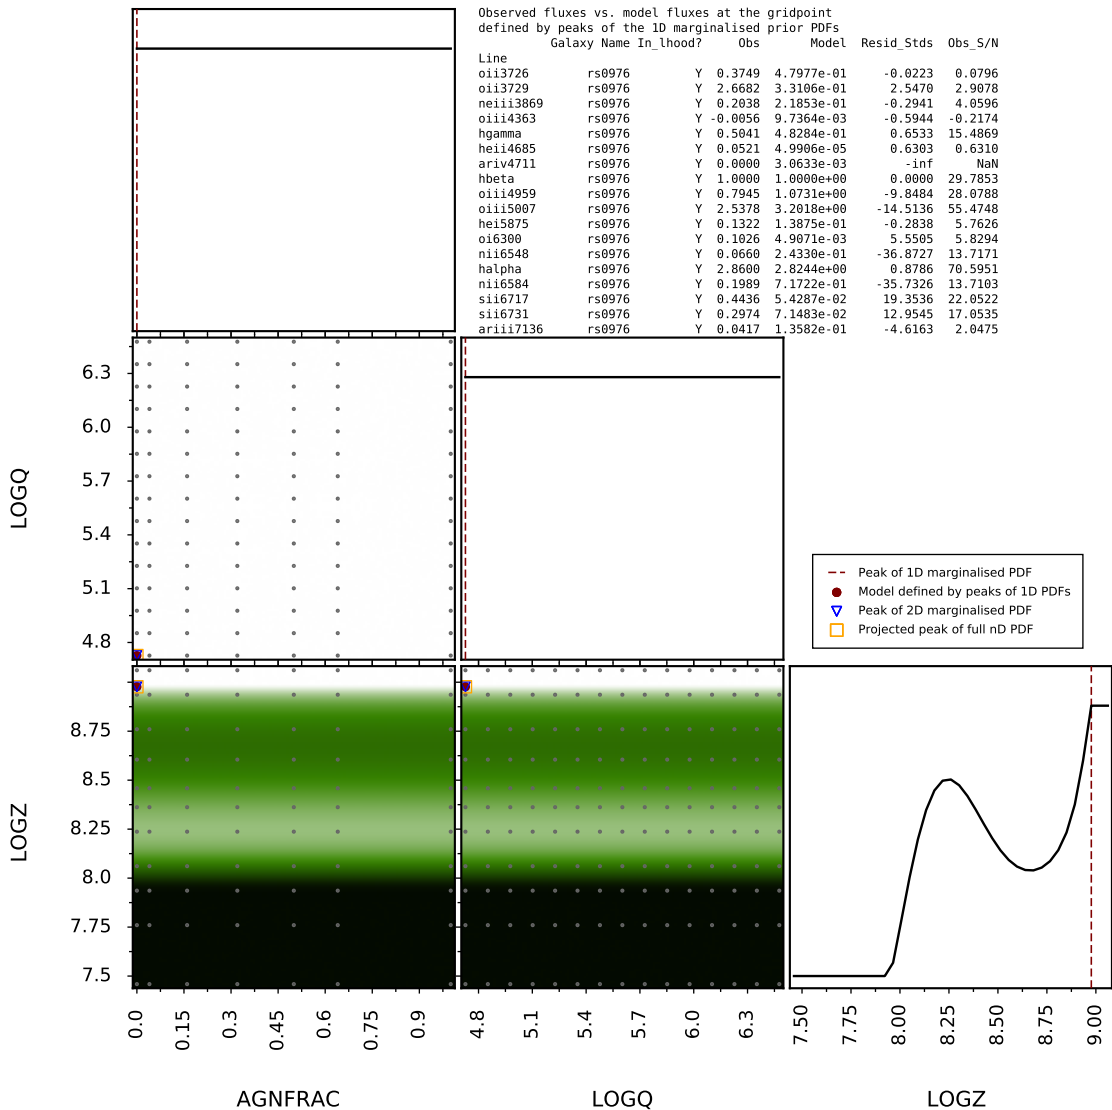 Observed fluxes vs. model fluxes at the gridpoint
defined by peaks of the 1D marginalised prior PDFs
Galaxy Name In_lhood? Obs Model Resid_Stds Obs_S/N
Line
oii3726 rs0976 Y 0.3749 4.7977e-01 -0.0223 0.0796
oii3729 rs0976 Y 2.6682 3.3106e-01 2.5470 2.9078
neiii3869 rs0976 Y 0.2038 2.1853e-01 -0.2941 4.0596
oiii4363 rs0976 Y -0.0056 9.7364e-03 -0.5944 -0.2174
hgamma rs0976 Y 0.5041 4.8284e-01 0.6533 15.4869
heii4685 rs0976 Y 0.0521 4.9906e-05 0.6303 0.6310
ariv4711 rs0976 Y 0.0000 3.0633e-03 -inf NaN
hbeta rs0976 Y 1.0000 1.0000e+00 0.0000 29.7853
oiii4959 rs0976 Y 0.7945 1.0731e+00 -9.8484 28.0788
oiii5007 rs0976 Y 2.5378 3.2018e+00 -14.5136 55.4748
hei5875 rs0976 Y 0.1322 1.3875e-01 -0.2838 5.7626
oi6300 rs0976 Y 0.1026 4.9071e-03 5.5505 5.8294
nii6548 rs0976 Y 0.0660 2.4330e-01 -36.8727 13.7171
halpha rs0976 Y 2.8600 2.8244e+00 0.8786 70.5951
nii6584 rs0976 Y 0.1989 7.1722e-01 -35.7326 13.7103
sii6717 rs0976 Y 0.4436 5.4287e-02 19.3536 22.0522
sii6731 rs0976 Y 0.2974 7.1483e-02 12.9545 17.0535
ariii7136 rs0976 Y 0.0417 1.3582e-01 -4.6163 2.0475
LOGQ
6.3
6.0
5.7
5.4
5.1
4.8
Peak of 1D marginalised PDF
Model defined by peaks of 1D PDFs
Peak of 2D marginalised PDF
Projected peak of full nD PDF
LOGZ
8.75
8.5
8.25
8.0
7.75
7.5
0.0 0.15 0.3 0.45 0.6 0.75 0.9
4.8 5.1 5.4 5.7 6.0 6.3
7.50 7.75 8.00 8.25 8.50 8.75 9.00
AGNFRAC LOGQ LOGZ